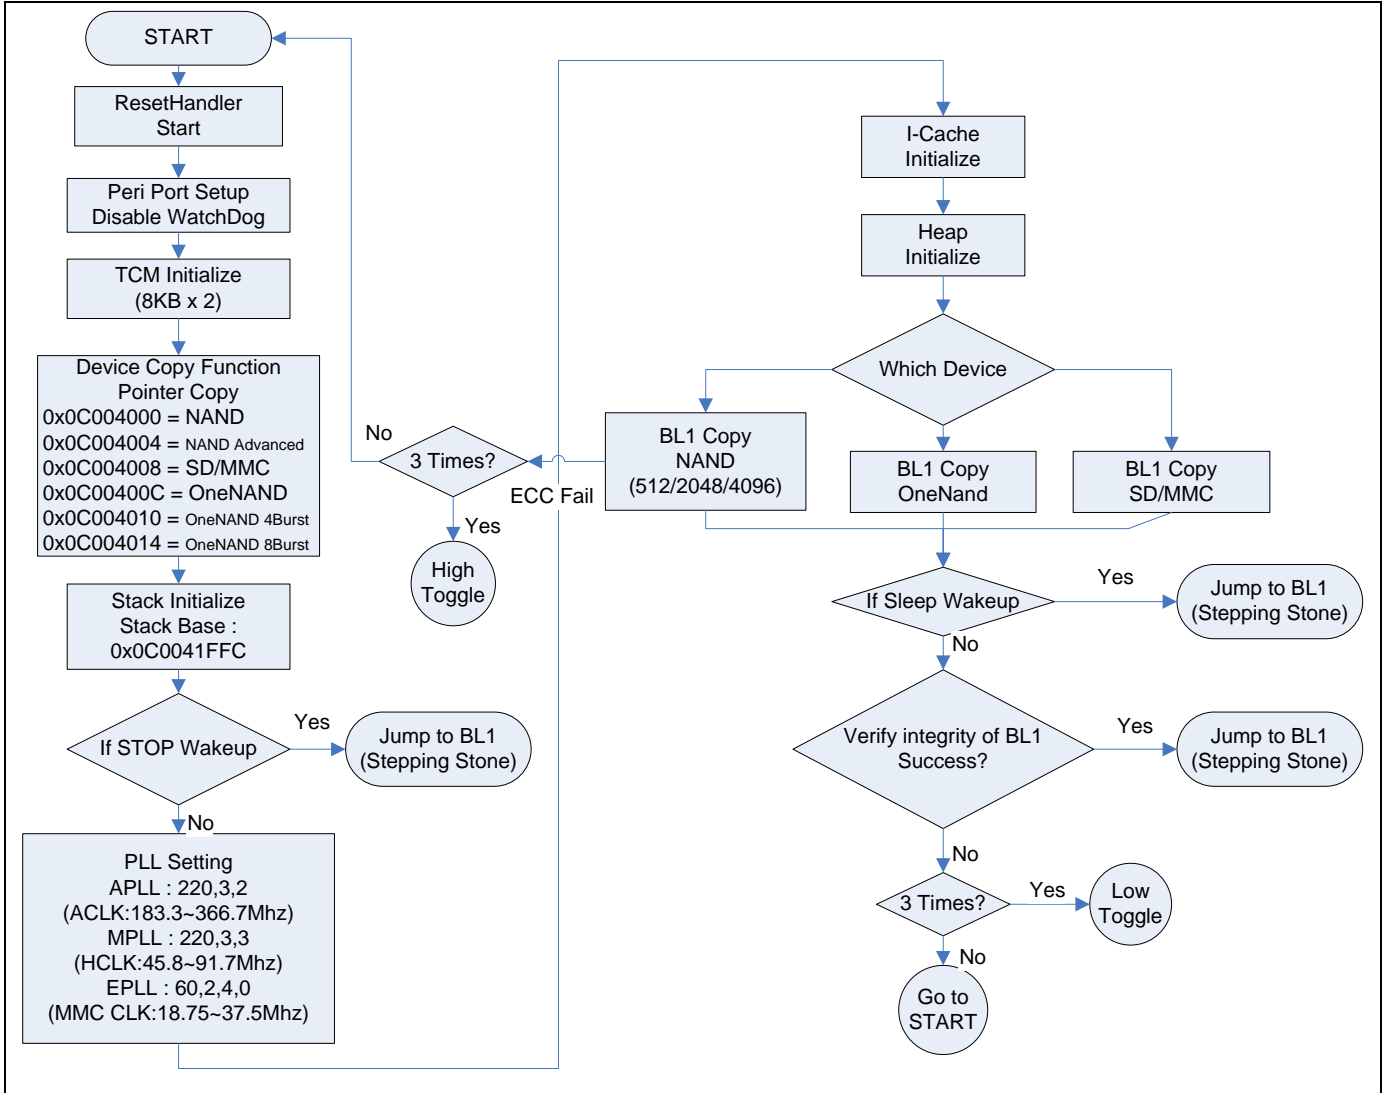 START
ResetHandler
Start
Peri Port Setup
Disable WatchDog
TCM Initialize
(8KB x 2)
Device Copy Function
Pointer Copy
0x0C004000 = NAND
0x0C004004 = NAND Advanced
0x0C004008 = SD/MMC
0x0C00400C = OneNAND
0x0C004010 = OneNAND 4Burst
0x0C004014 = OneNAND 8Burst
Stack Initialize
Stack Base :
0x0C0041FFC
If STOP Wakeup
Yes
Jump to BL1
(Stepping Stone)
No
PLL Setting
APLL : 220,3,2
(ACLK:183.3~366.7Mhz)
MPLL : 220,3,3
(HCLK:45.8~91.7Mhz)
EPLL : 60,2,4,0
(MMC CLK:18.75~37.5Mhz)
I-Cache
Initialize
Heap
Initialize
Which Device
BL1 Copy
NAND
(512/2048/4096)
ECC Fail
3 Times?
No
Yes
High
Toggle
BL1 Copy
OneNand
BL1 Copy
SD/MMC
If Sleep Wakeup
Yes
Jump to BL1
(Stepping Stone)
No
Verify integrity of BL1
Success?
Yes
Jump to BL1
(Stepping Stone)
No
3 Times?
Yes
Low
Toggle
No
Go to
START